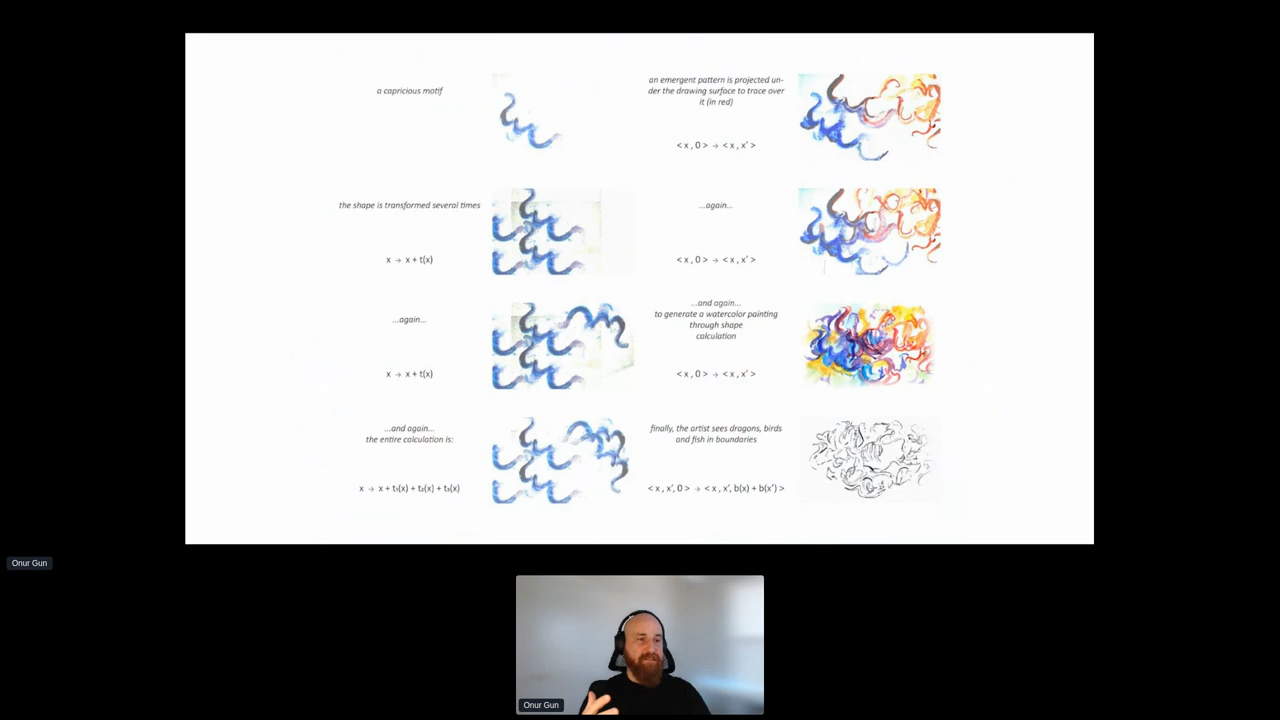 a capricious motif
the shape is transformed several times
x → x + t(x)
...again...
x → x + t(x)
...and again...
the entire calculation is:
x → x + t₁(x) + t₂(x) + t₃(x)
an emergent pattern is projected un-
der the drawing surface to trace over
it (in red)
< x , 0 > → < x , x' >
...again...
< x , 0 > → < x , x' >
...and again...
to generate a watercolor painting
through shape
calculation
< x , 0 > → < x , x' >
finally, the artist sees dragons, birds
and fish in boundaries
< x , x', 0 > → < x , x', b(x) + b(x') >
Onur Gun
Onur Gun